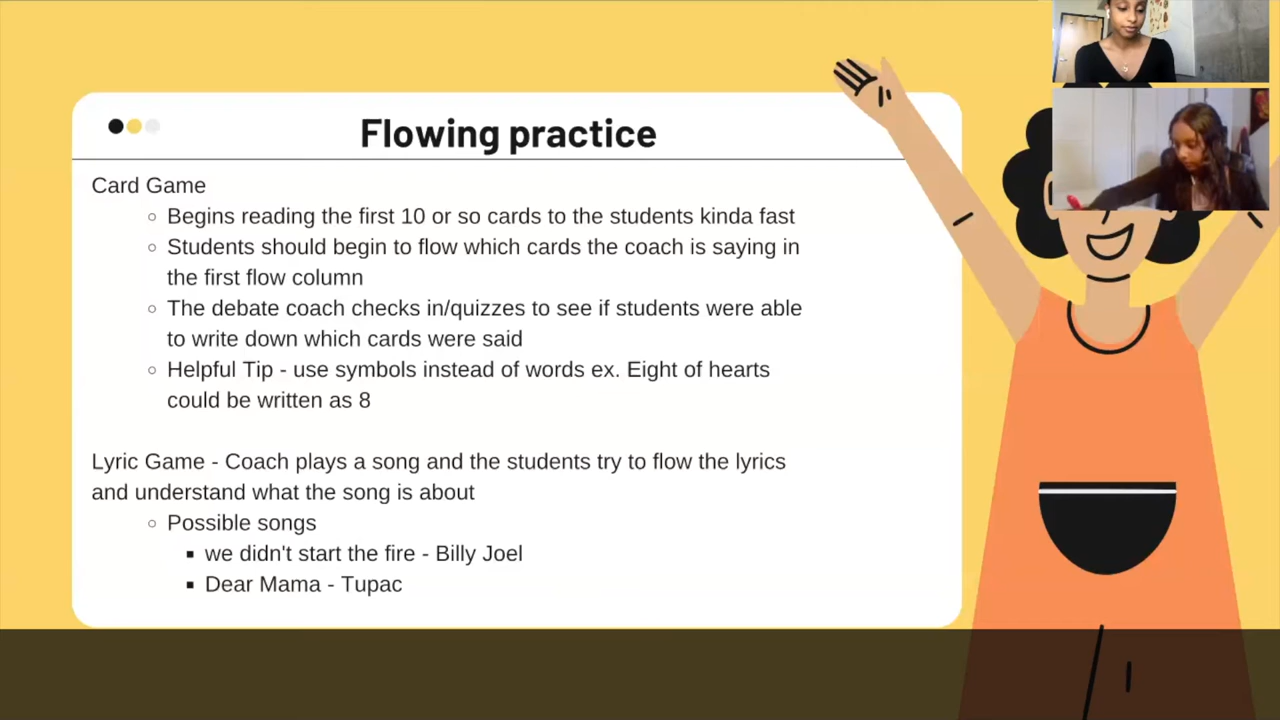 Flowing practice
Card Game
Begins reading the first 10 or so cards to the students kinda fast
Students should begin to flow which cards the coach is saying in
the first flow column
The debate coach checks in/quizzes to see if students were able
to write down which cards were said
Helpful Tip - use symbols instead of words ex. Eight of hearts
could be written as 8
Lyric Game - Coach plays a song and the students try to flow the lyrics
and understand what the song is about
Possible songs
we didn't start the fire - Billy Joel
Dear Mama - Tupac